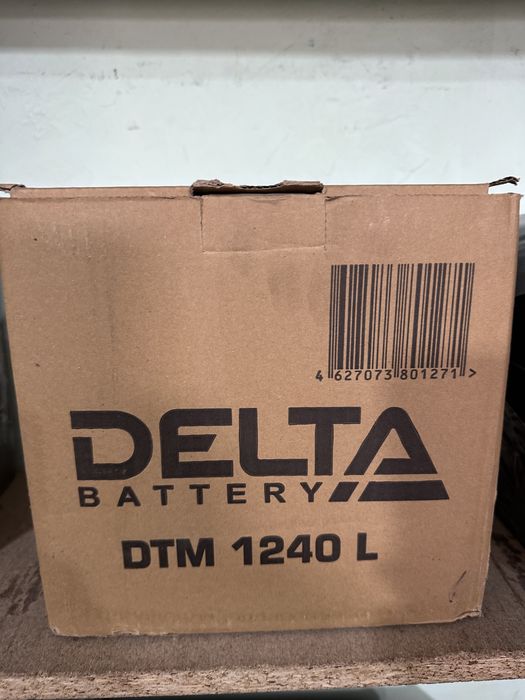 4 627073 801271 >
DELTA
BATTERY
DTM 1240 L